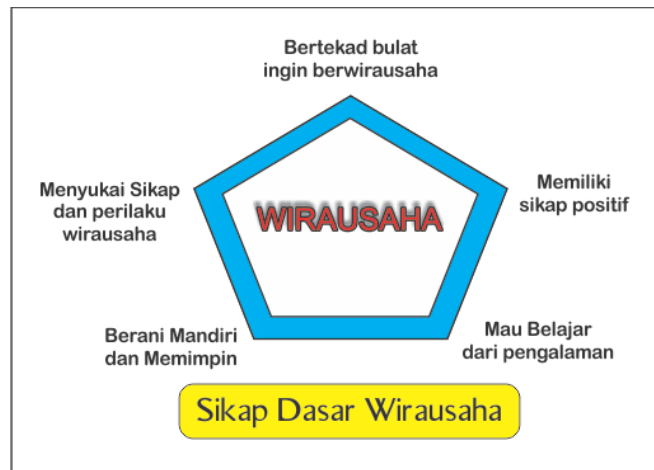 Bertekad bulat
ingin berwirausaha
Menyukai Sikap
dan perilaku
wirausaha
WIRAUSAHA
Memiliki
sikap positif
Berani Mandiri
dan Memimpin
Mau Belajar
dari pengalaman
Sikap Dasar Wirausaha